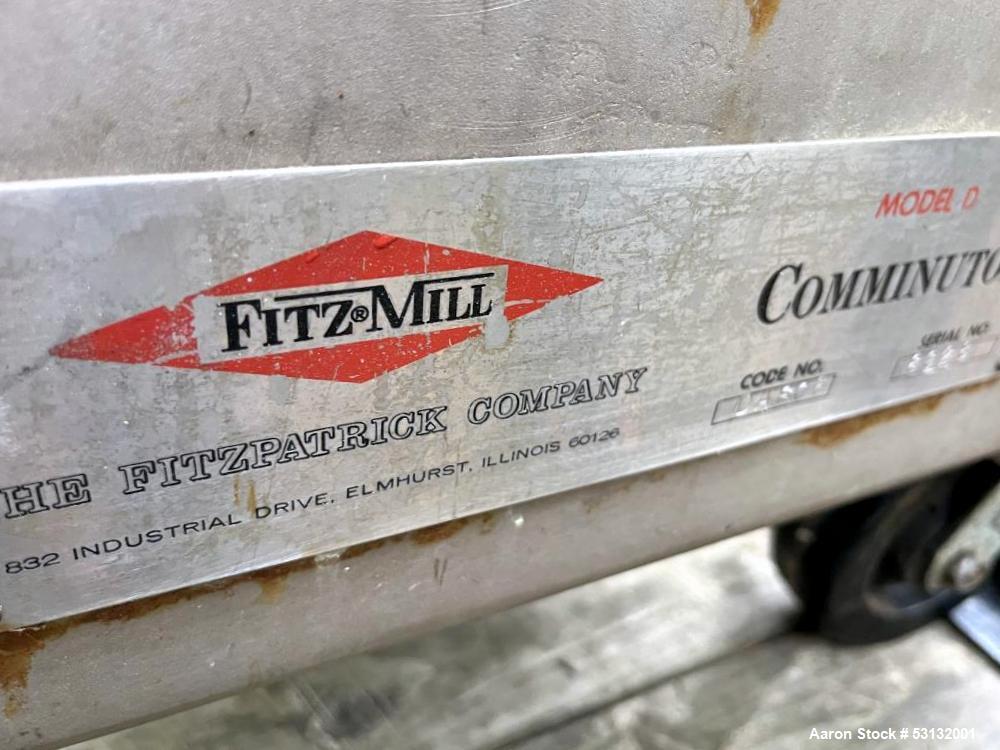 FITZ®MILL
HE FITZPATRICK COMPANY
832 INDUSTRIAL DRIVE, ELMHURST, ILLINOIS 60126
MODEL D
COMMINUTO
CODE NO.
SERIAL NO.
Aaron Stock # 53132001